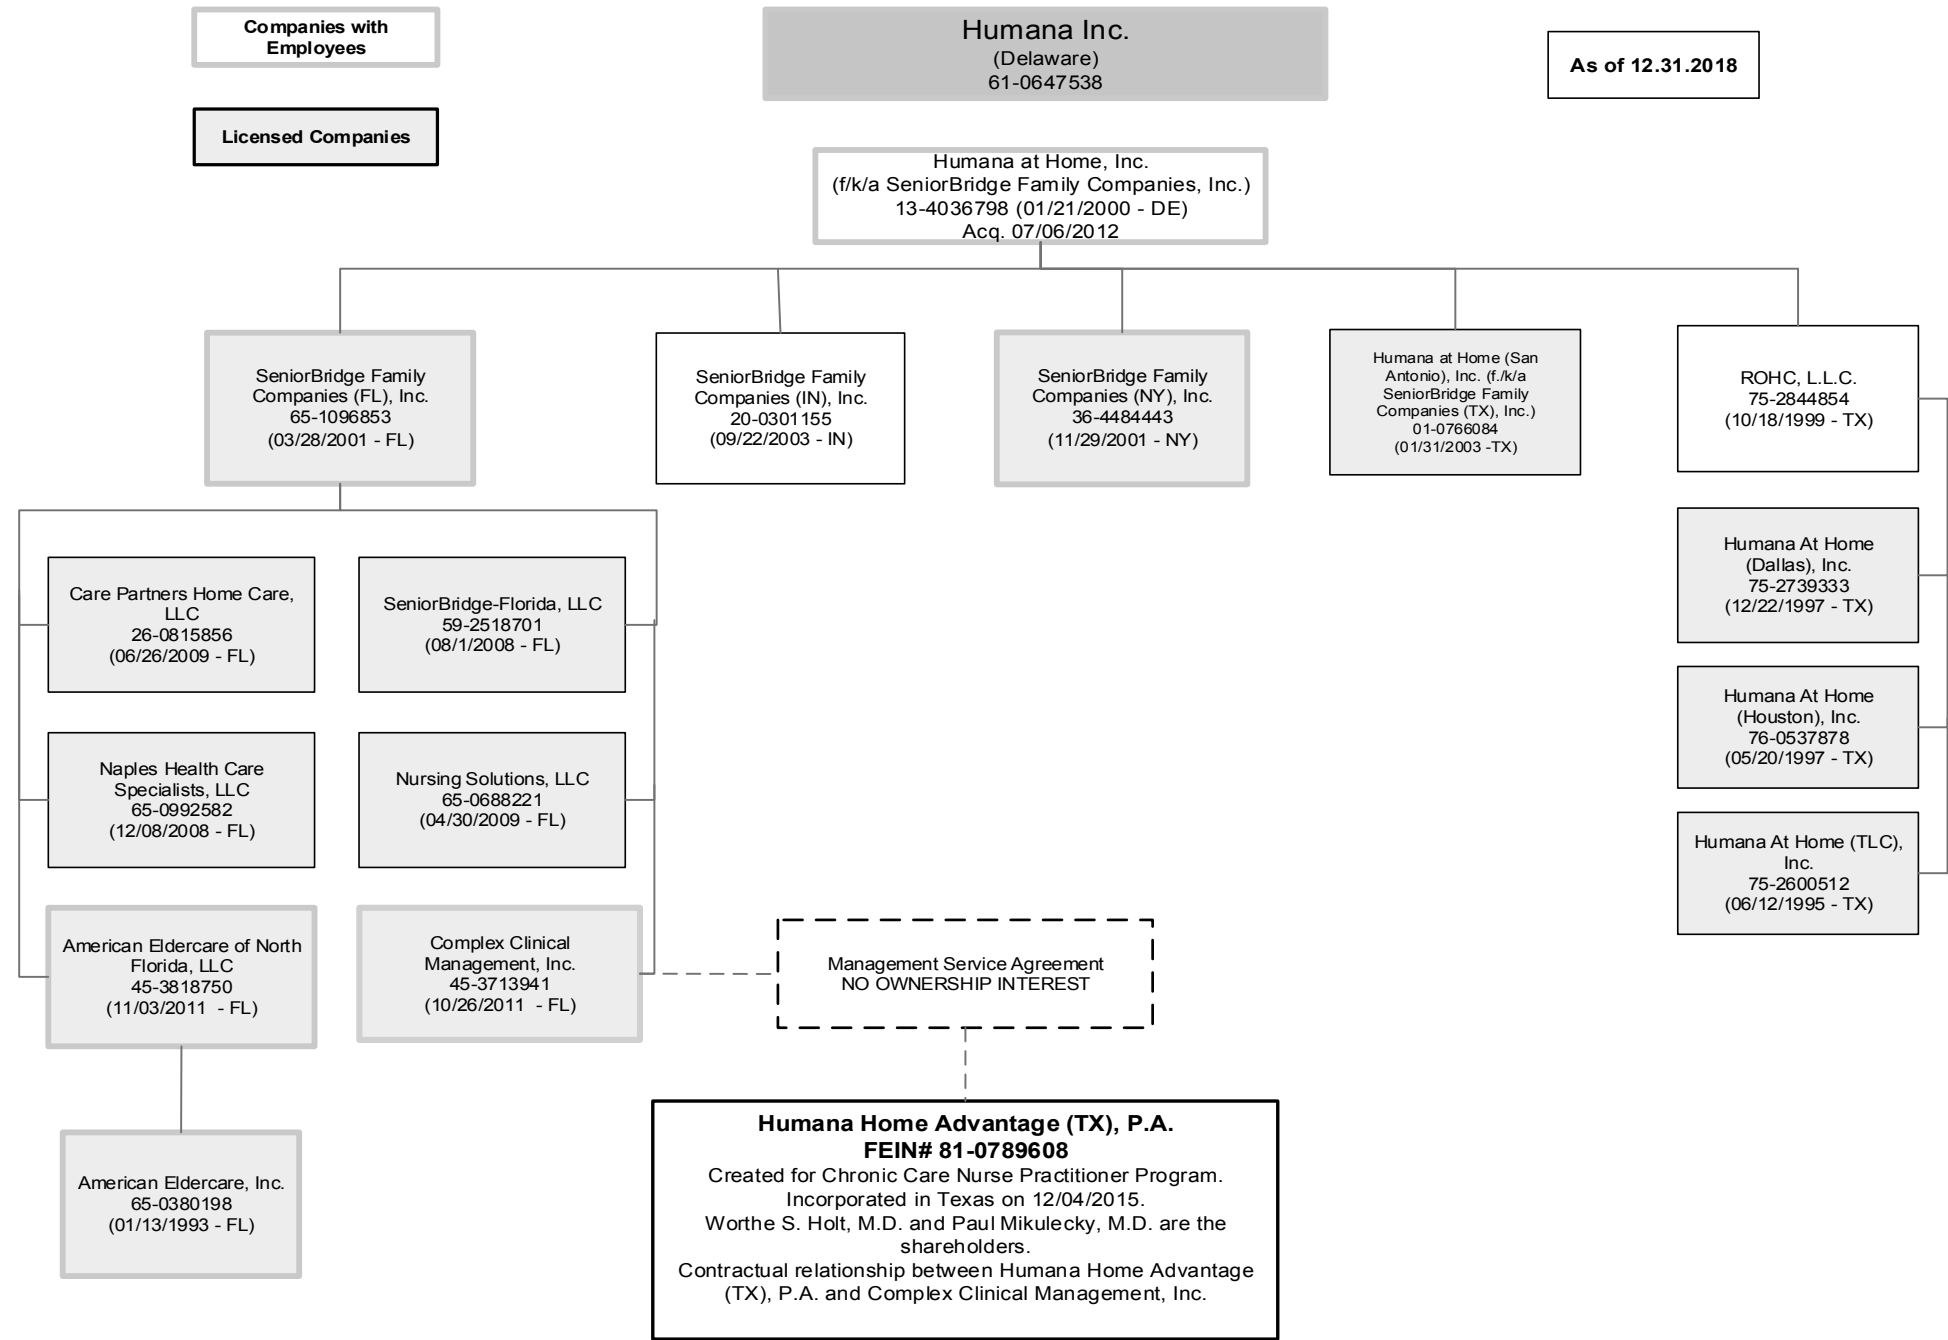 Companies with
Employees
Humana Inc.
(Delaware)
61-0647538
As of 12.31.2018
Licensed Companies
Humana at Home, Inc.
(f/k/a SeniorBridge Family Companies, Inc.)
13-4036798 (01/21/2000 - DE)
Acq. 07/06/2012
SeniorBridge Family
Companies (FL), Inc.
65-1096853
(03/28/2001 - FL)
SeniorBridge Family
Companies (IN), Inc.
20-0301155
(09/22/2003 - IN)
SeniorBridge Family
Companies (NY), Inc.
36-4484443
(11/29/2001 - NY)
Humana at Home (San
Antonio), Inc. (f./k/a
SeniorBridge Family
Companies (TX), Inc.)
01-0766084
(01/31/2003 -TX)
ROHC, L.L.C.
75-2844854
(10/18/1999 - TX)
Care Partners Home Care,
LLC
26-0815856
(06/26/2009 - FL)
SeniorBridge-Florida, LLC
59-2518701
(08/1/2008 - FL)
Humana At Home
(Dallas), Inc.
75-2739333
(12/22/1997 - TX)
Naples Health Care
Specialists, LLC
65-0992582
(12/08/2008 - FL)
Nursing Solutions, LLC
65-0688221
(04/30/2009 - FL)
Humana At Home
(Houston), Inc.
76-0537878
(05/20/1997 - TX)
Humana At Home (TLC),
Inc.
75-2600512
(06/12/1995 - TX)
American Eldercare of North
Florida, LLC
45-3818750
(11/03/2011 - FL)
Complex Clinical
Management, Inc.
45-3713941
(10/26/2011 - FL)
Management Service Agreement
NO OWNERSHIP INTEREST
American Eldercare, Inc.
65-0380198
(01/13/1993 - FL)
Humana Home Advantage (TX), P.A.
FEIN# 81-0789608
Created for Chronic Care Nurse Practitioner Program.
Incorporated in Texas on 12/04/2015.
Worthe S. Holt, M.D. and Paul Mikulecky, M.D. are the
shareholders.
Contractual relationship between Humana Home Advantage
(TX), P.A. and Complex Clinical Management, Inc.